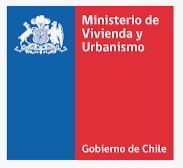 Ministerio de
Vivienda y
Urbanismo
Gobierno de Chile